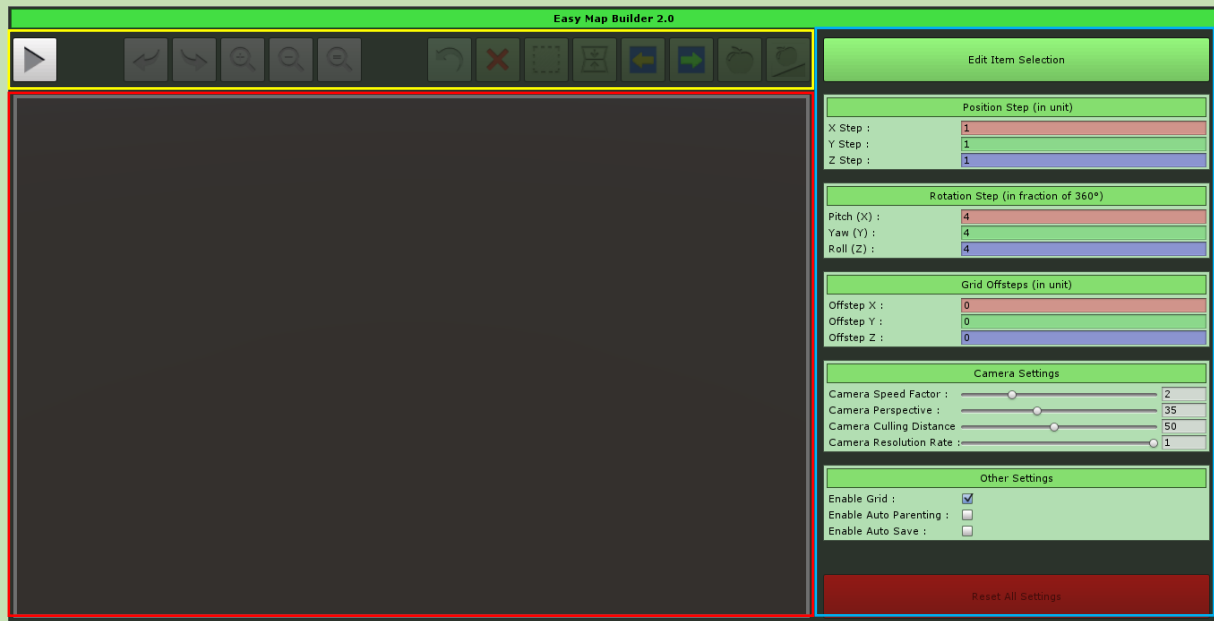 Easy Map Builder 2.0
Edit Item Selection
Position Step (in unit)
X Step : 1
Y Step : 1
Z Step : 1
Rotation Step (in fraction of 360°)
Pitch (X) : 4
Yaw (Y) : 4
Roll (Z) : 4
Grid Offsteps (in unit)
Offstep X : 0
Offstep Y : 0
Offstep Z : 0
Camera Settings
Camera Speed Factor : 2
Camera Perspective : 35
Camera Culling Distance 50
Camera Resolution Rate : 1
Other Settings
Enable Grid :
Enable Auto Parenting :
Enable Auto Save :
Reset All Settings